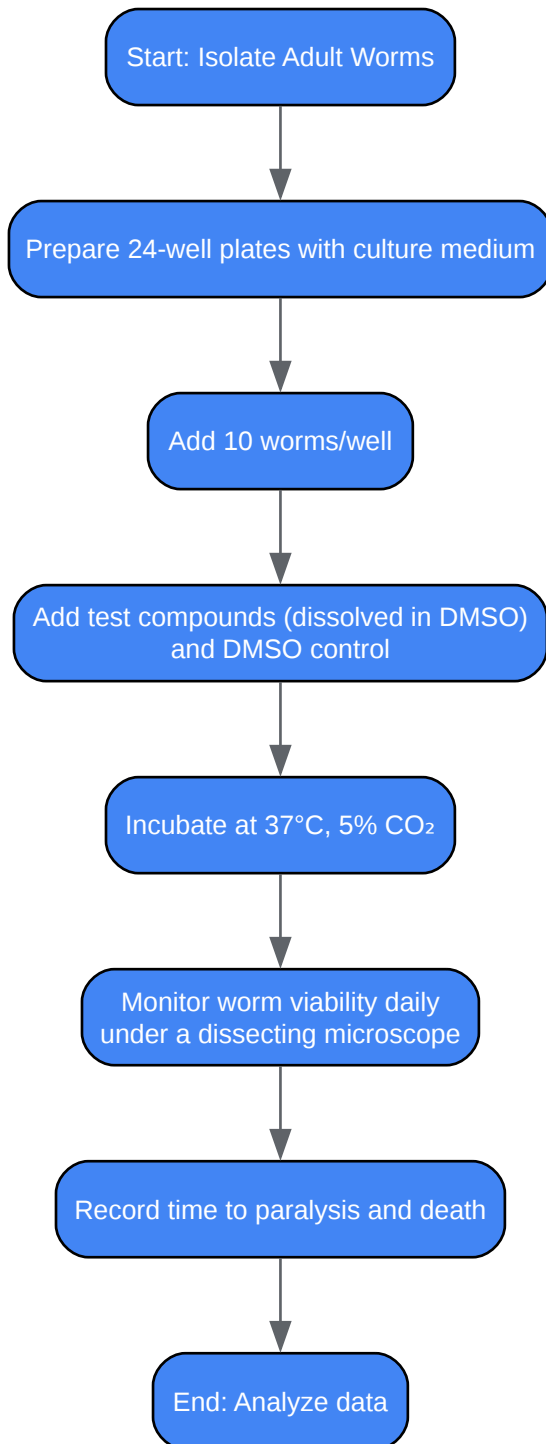 Start: Isolate Adult Worms
Prepare 24-well plates with culture medium
Add 10 worms/well
Add test compounds (dissolved in DMSO)
and DMSO control
Incubate at 37°C, 5% CO₂
Monitor worm viability daily
under a dissecting microscope
Record time to paralysis and death
End: Analyze data